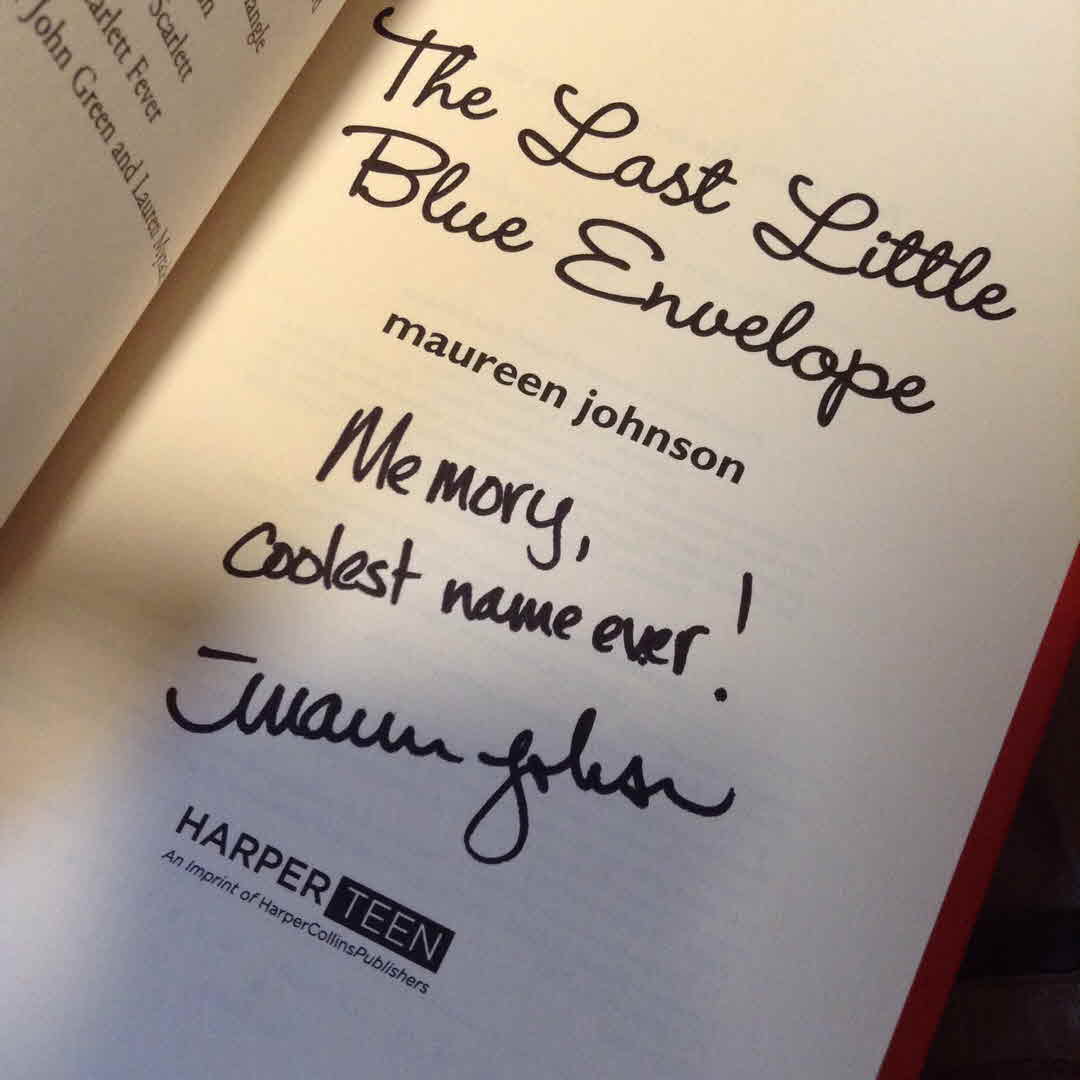 Scarlett
Scarlett Fever
John Green and Lauren
The Last Little
Blue Envelope
maureen johnson
Memory,
Coolest name ever!
HARPER TEEN
An Imprint of HarperCollinsPublishers